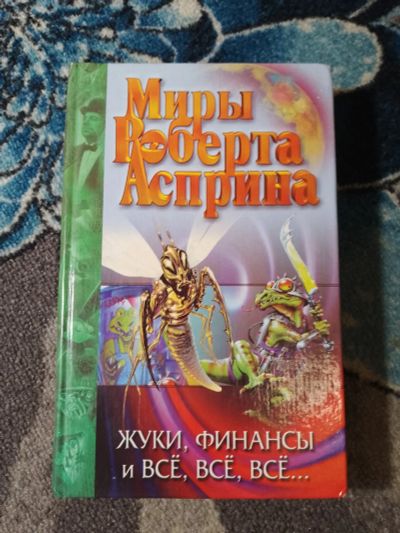 Миры
Роберта
Асприна
ЖУКИ, ФИНАНСЫ
и ВСЁ, ВСЁ, ВСЁ...